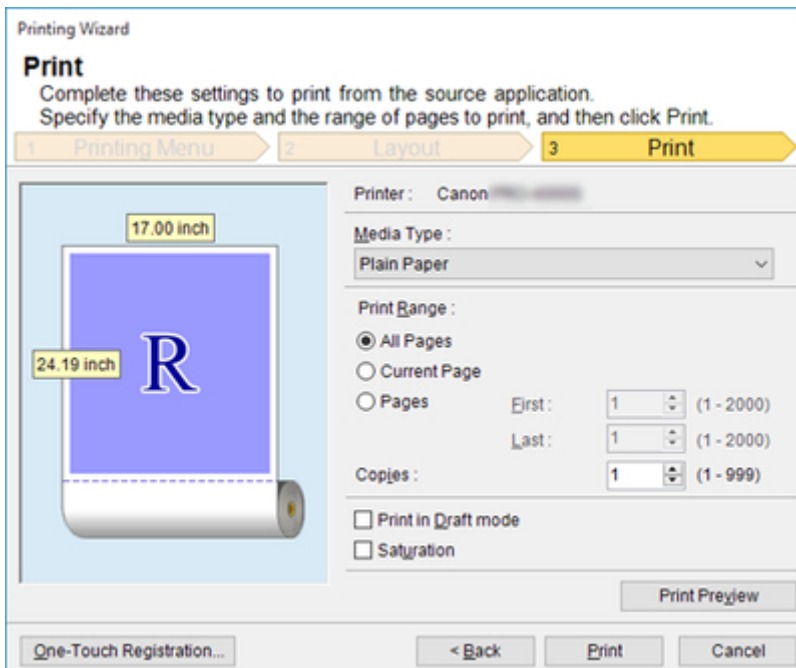 Printing Wizard
Print
Complete these settings to print from the source application.
Specify the media type and the range of pages to print, and then click Print.
1 Printing Menu 2 Layout 3 Print
17.00 inch
24.19 inch
R
Printer : Canon
Media Type :
Plain Paper
Print Range :
All Pages
Current Page
Pages First : 1 (1 - 2000)
Last : 1 (1 - 2000)
Copies : 1 (1 - 999)
Print in Draft mode
Saturation
Print Preview
One-Touch Registration... < Back Print Cancel